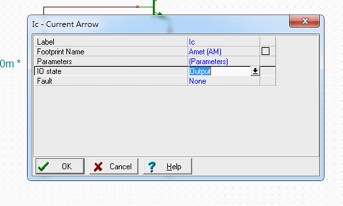 Ic - Current Arrow
Label Ic
Footprint Name Amet (AM)
Parameters (Parameters)
IO state Output
Fault None
0m *
OK Cancel ? Help